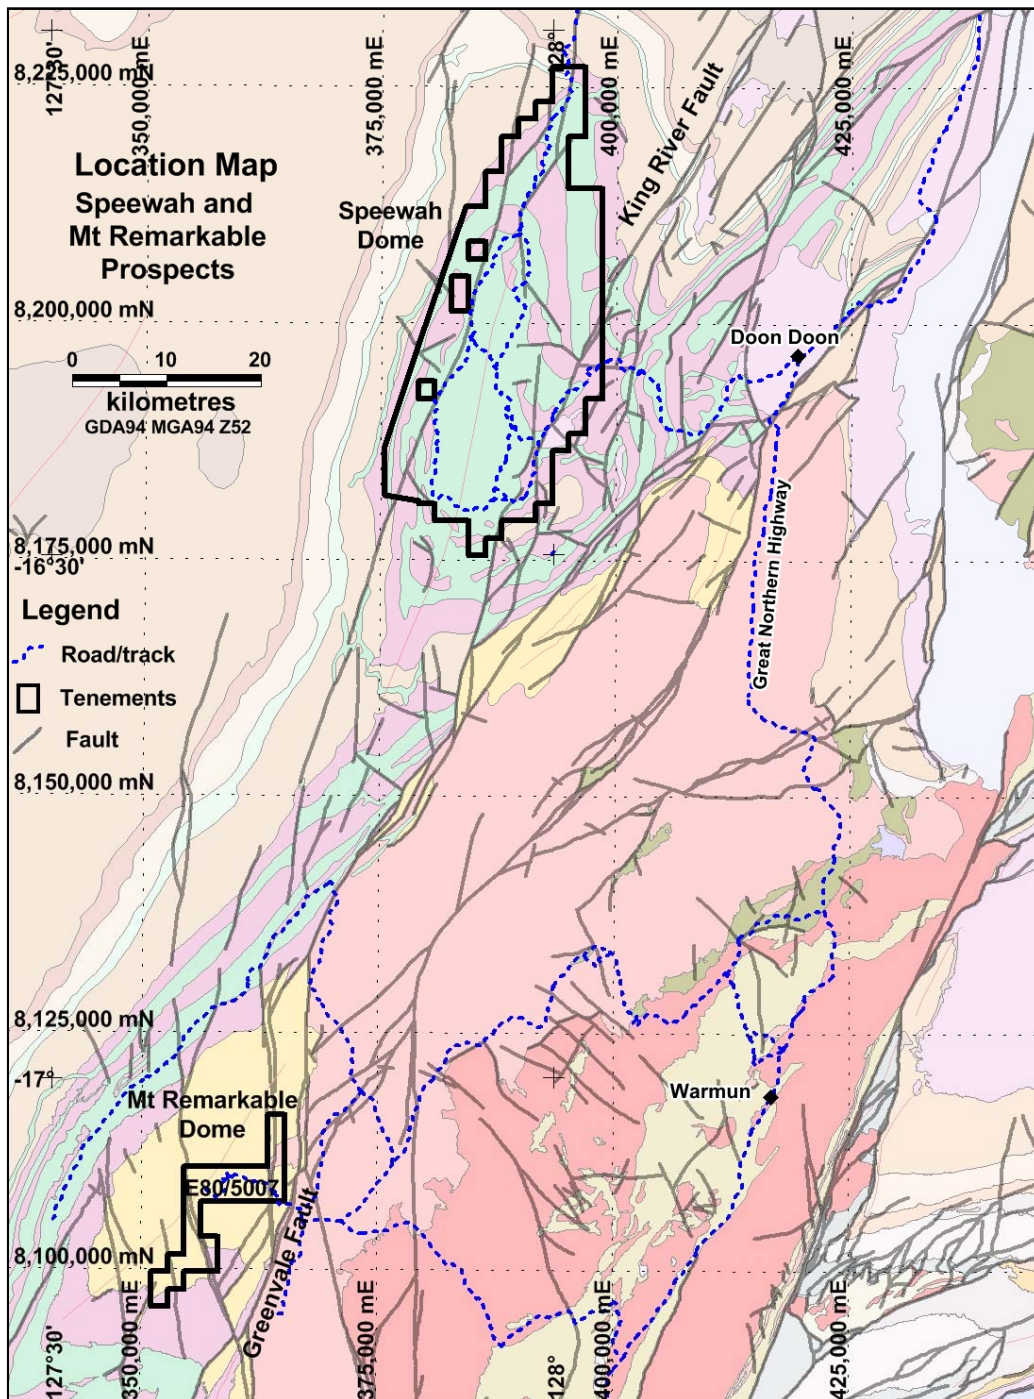 127°30'
350,000 mE
375,000 mE
128°
400,000 mE
425,000 mE
8,225,000 mN
Location Map
Speewah and
Mt Remarkable
Prospects
Speewah
Dome
King River Fault
8,200,000 mN
0 10 20
kilometres
GDA94 MGA94 Z52
Doon Doon
Great Northern Highway
8,175,000 mN
-16°30'
Legend
Road/track
Tenements
Fault
8,150,000 mN
8,125,000 mN
-17°
Mt Remarkable
Dome
Warmun
E80/5007
Greenvale Fault
8,100,000 mN
127°30'
350,000 mE
375,000 mE
128°
400,000 mE
425,000 mE